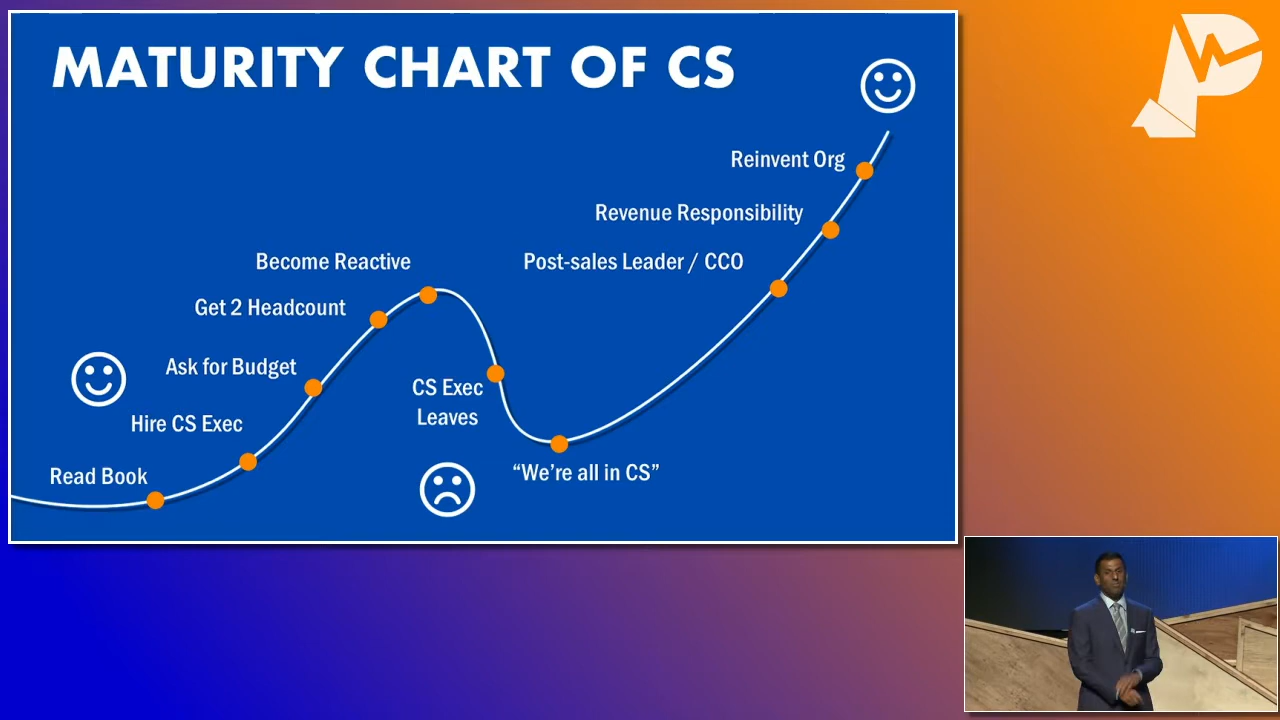 MATURITY CHART OF CS
Reinvent Org
Revenue Responsibility
Post-sales Leader / CCO
Become Reactive
Get 2 Headcount
Ask for Budget
CS Exec
Leaves
Hire CS Exec
Read Book
“We’re all in CS”